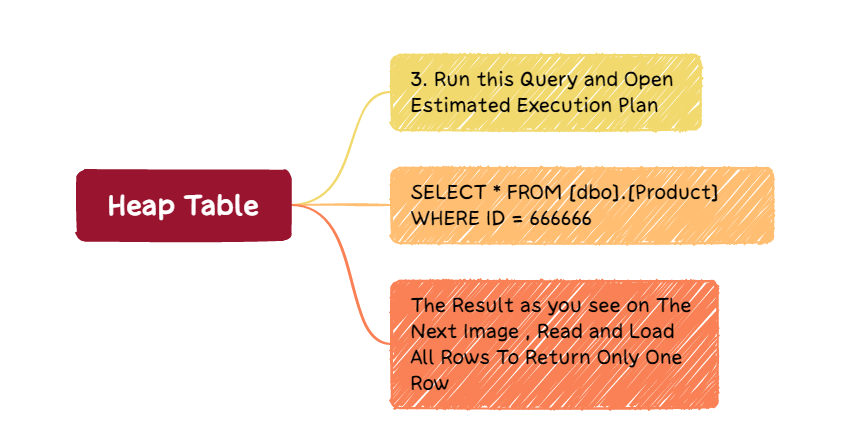 Heap Table
3. Run this Query and Open
Estimated Execution Plan
SELECT * FROM [dbo].[Product]
WHERE ID = 666666
The Result as you see on The
Next Image , Read and Load
All Rows To Return Only One
Row